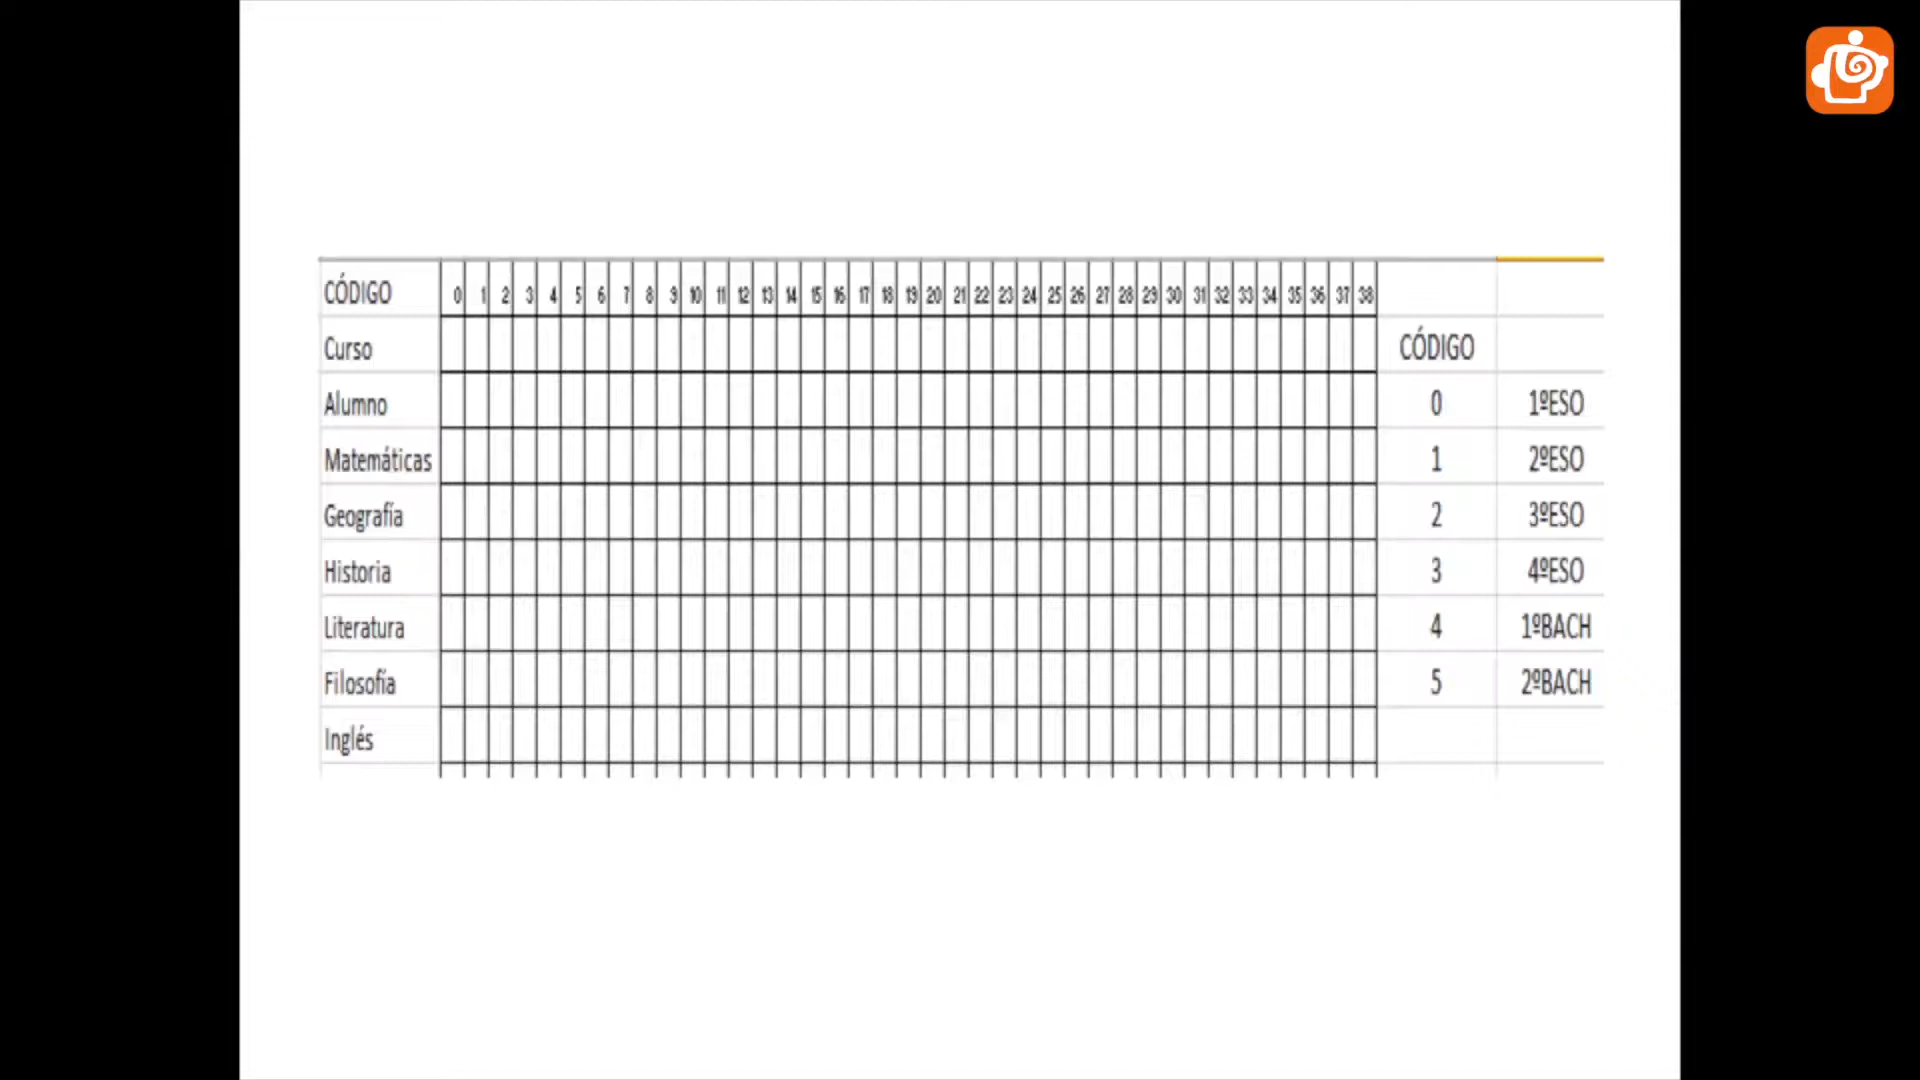 CÓDIGO 0 1 2 3 4 5 6 7 8 9 10 11 12 13 14 15 16 17 18 19 20 21 22 23 24 25 26 27 28 29 30 31 32 33 34 35 36 37 38
Curso CÓDIGO
Alumno 0 1ºESO
Matemáticas 1 2ºESO
Geografía 2 3ºESO
Historia 3 4ºESO
Literatura 4 1ºBACH
Filosofía 5 2ºBACH
Inglés